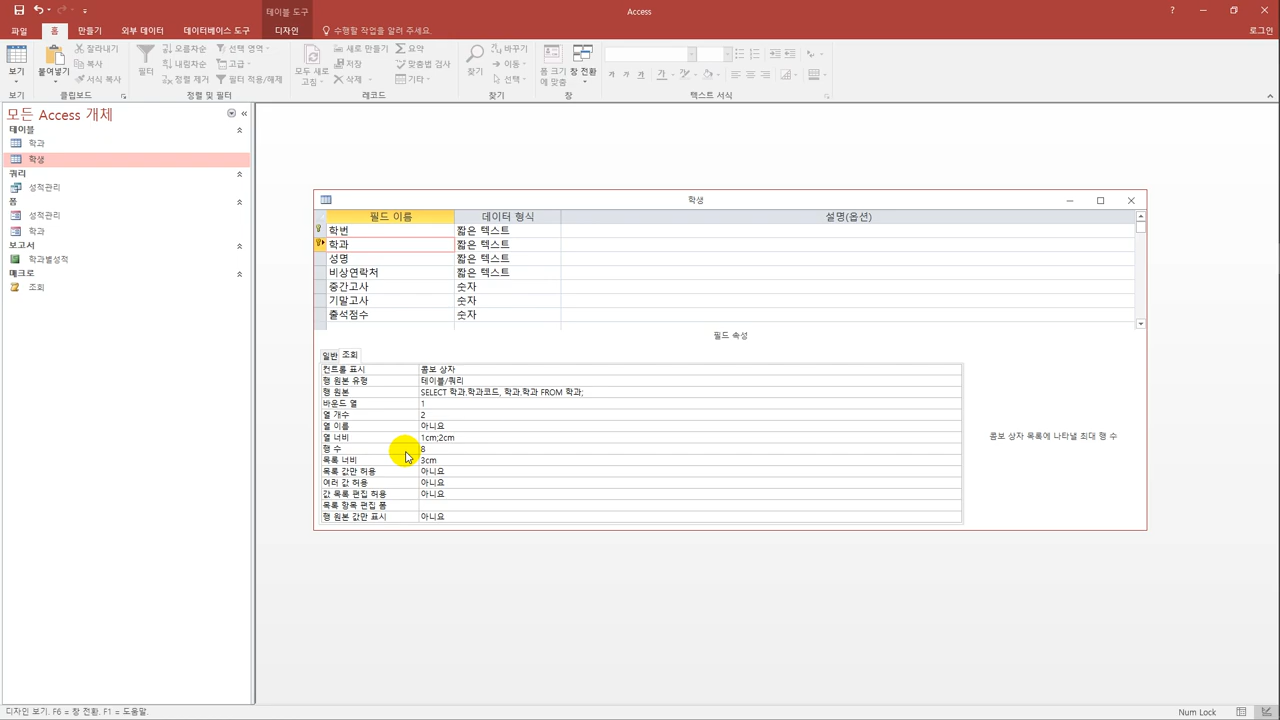 테이블 도구
Access
?
파일
홈
만들기
외부 데이터
데이터베이스 도구
디자인
수행할 작업을 알려 주세요.
로그인
보기
붙여넣기
잘라내기
복사
서식 복사
필터
오름차순
내림차순
정렬 제거
선택 영역
고급
필터 적용/해제
모두 새로
고침
새로 만들기
저장
삭제
요약
맞춤법 검사
기타
찾기
바꾸기
이동
선택
폼 크기
에 맞춤
창 전환
가 가 가
보기
클립보드
정렬 및 필터
레코드
찾기
창
텍스트 서식
모든 Access 개체
테이블
학과
학생
쿼리
성적관리
폼
성적관리
학과
보고서
학과별성적
매크로
조회
학생
필드 이름 데이터 형식 설명(옵션)
학번 짧은 텍스트
학과 짧은 텍스트
성명 짧은 텍스트
비상연락처 짧은 텍스트
중간고사 숫자
기말고사 숫자
출석점수 숫자
필드 속성
일반 조회
컨트롤 표시 콤보 상자
행 원본 유형 테이블/쿼리
행 원본 SELECT 학과.학과코드, 학과.학과 FROM 학과;
바운드 열 1
열 개수 2
열 이름 아니요
열 너비 1cm;2cm
행 수 8
목록 너비 3cm
목록 값만 허용 아니요
여러 값 허용 아니요
값 목록 편집 허용 아니요
목록 항목 편집 폼
행 원본 값만 표시 아니요
콤보 상자 목록에 나타낼 최대 행 수
디자인 보기. F6 = 창 전환. F1 = 도움말.
Num Lock